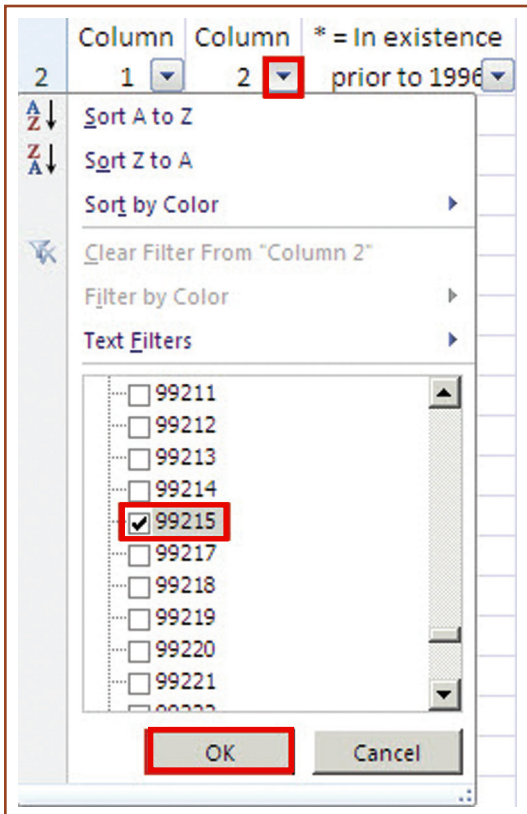 Column Column * = In existence
2 1 2 prior to 1996
Sort A to Z
Sort Z to A
Sort by Color
Clear Filter From "Column 2"
Filter by Color
Text Filters
99211
99212
99213
99214
99215
99217
99218
99219
99220
99221
OK Cancel